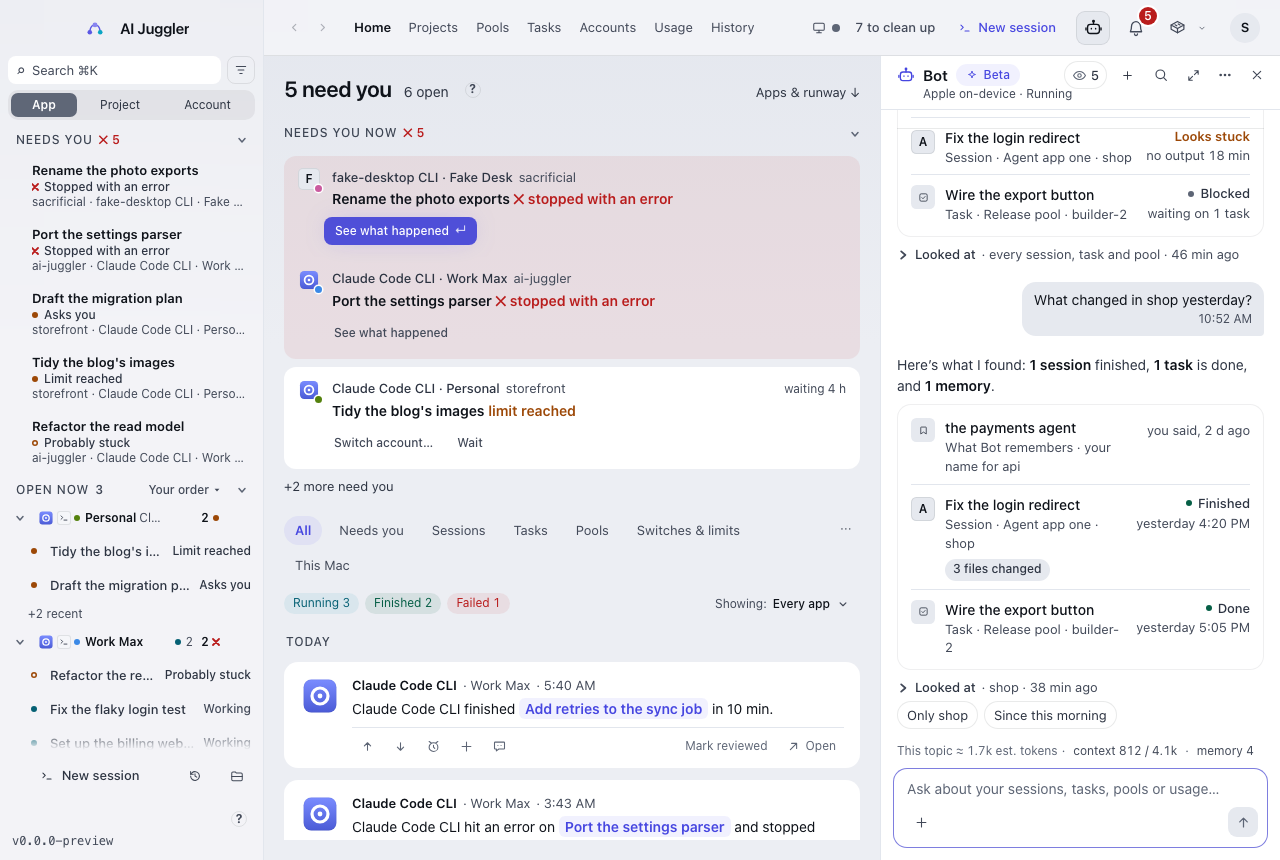 AI Juggler
Search ⌘K
App Project Account
NEEDS YOU 5
Rename the photo exports
Stopped with an error
sacrificial · fake-desktop CLI · Fake ...
Port the settings parser
Stopped with an error
ai-juggler · Claude Code CLI · Work ...
Draft the migration plan
Asks you
storefront · Claude Code CLI · Perso...
Tidy the blog's images
Limit reached
storefront · Claude Code CLI · Perso...
Refactor the read model
Probably stuck
ai-juggler · Claude Code CLI · Work ...
OPEN NOW 3 Your order
Personal Cl... 2
Tidy the blog's i... Limit reached
Draft the migration p... Asks you
+2 recent
Work Max 2 2
Refactor the re... Probably stuck
Fix the flaky login test Working
Set up the billing web... Working
New session
?
v0.0.0-preview
Home Projects Pools Tasks Accounts Usage History
7 to clean up New session 5 S
5 need you 6 open ? Apps & runway ↓
NEEDS YOU NOW 5
F fake-desktop CLI · Fake Desk sacrificial
Rename the photo exports stopped with an error
See what happened
Claude Code CLI · Work Max ai-juggler
Port the settings parser stopped with an error
See what happened
Claude Code CLI · Personal storefront waiting 4 h
Tidy the blog's images limit reached
Switch account... Wait
+2 more need you
All Needs you Sessions Tasks Pools Switches & limits ...
This Mac
Running 3 Finished 2 Failed 1 Showing: Every app
TODAY
Claude Code CLI · Work Max · 5:40 AM
Claude Code CLI finished Add retries to the sync job in 10 min.
Mark reviewed Open
Claude Code CLI · Work Max · 3:43 AM
Claude Code CLI hit an error on Port the settings parser and stopped
Bot Beta 5
Apple on-device · Running
A Fix the login redirect Looks stuck
Session · Agent app one · shop no output 18 min
Wire the export button Blocked
Task · Release pool · builder-2 waiting on 1 task
Looked at · every session, task and pool · 46 min ago
What changed in shop yesterday?
10:52 AM
Here's what I found: 1 session finished, 1 task is done,
and 1 memory.
the payments agent you said, 2 d ago
What Bot remembers · your
name for api
A Fix the login redirect Finished
Session · Agent app one · yesterday 4:20 PM
shop
3 files changed
Wire the export button Done
Task · Release pool · builder- yesterday 5:05 PM
2
Looked at · shop · 38 min ago
Only shop Since this morning
This topic ≈ 1.7k est. tokens · context 812 / 4.1k · memory 4
Ask about your sessions, tasks, pools or usage...